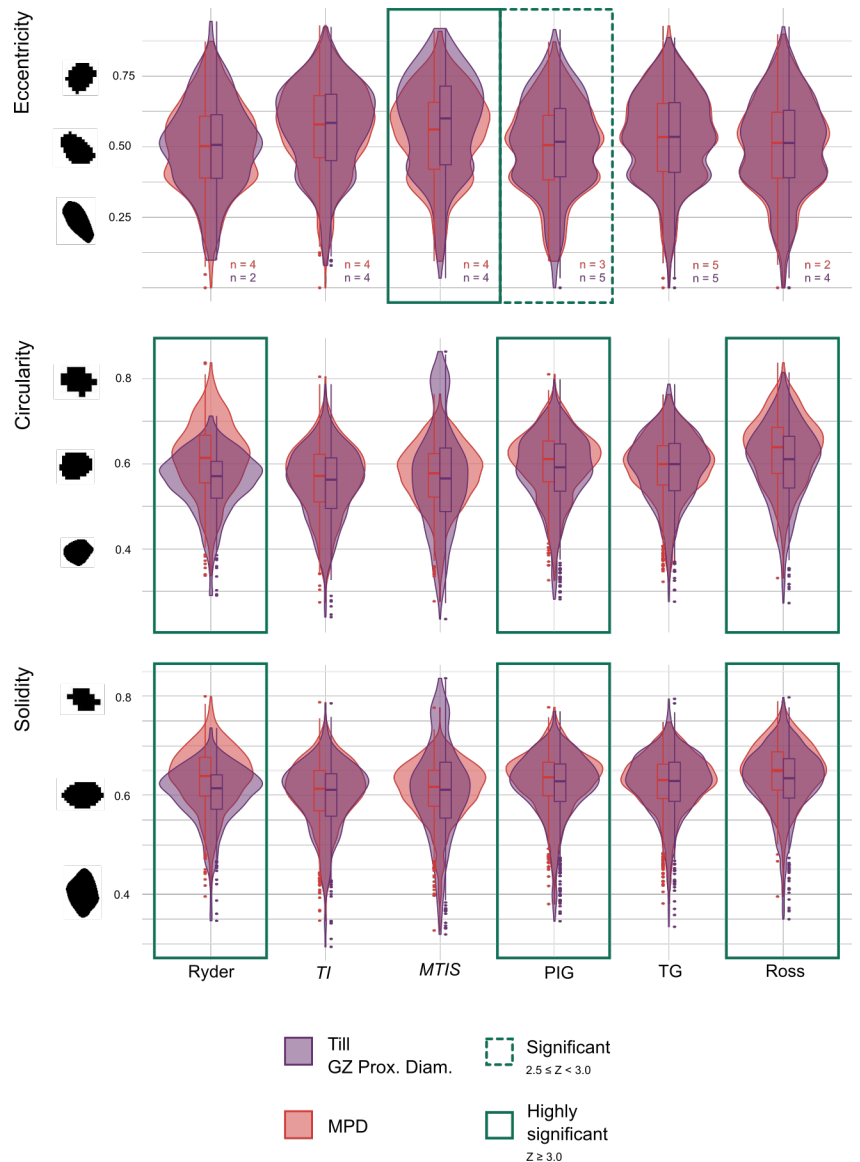 Eccentricity
0.75
0.50
0.25
n = 4
n = 2
n = 4
n = 4
n = 4
n = 4
n = 3
n = 5
n = 5
n = 5
n = 2
n = 4
Circularity
0.8
0.6
0.4
Solidity
0.8
0.6
0.4
Ryder TI MTIS PIG TG Ross
Till
GZ Prox. Diam.
Significant
2.5 ≤ Z < 3.0
MPD
Highly
significant
Z ≥ 3.0